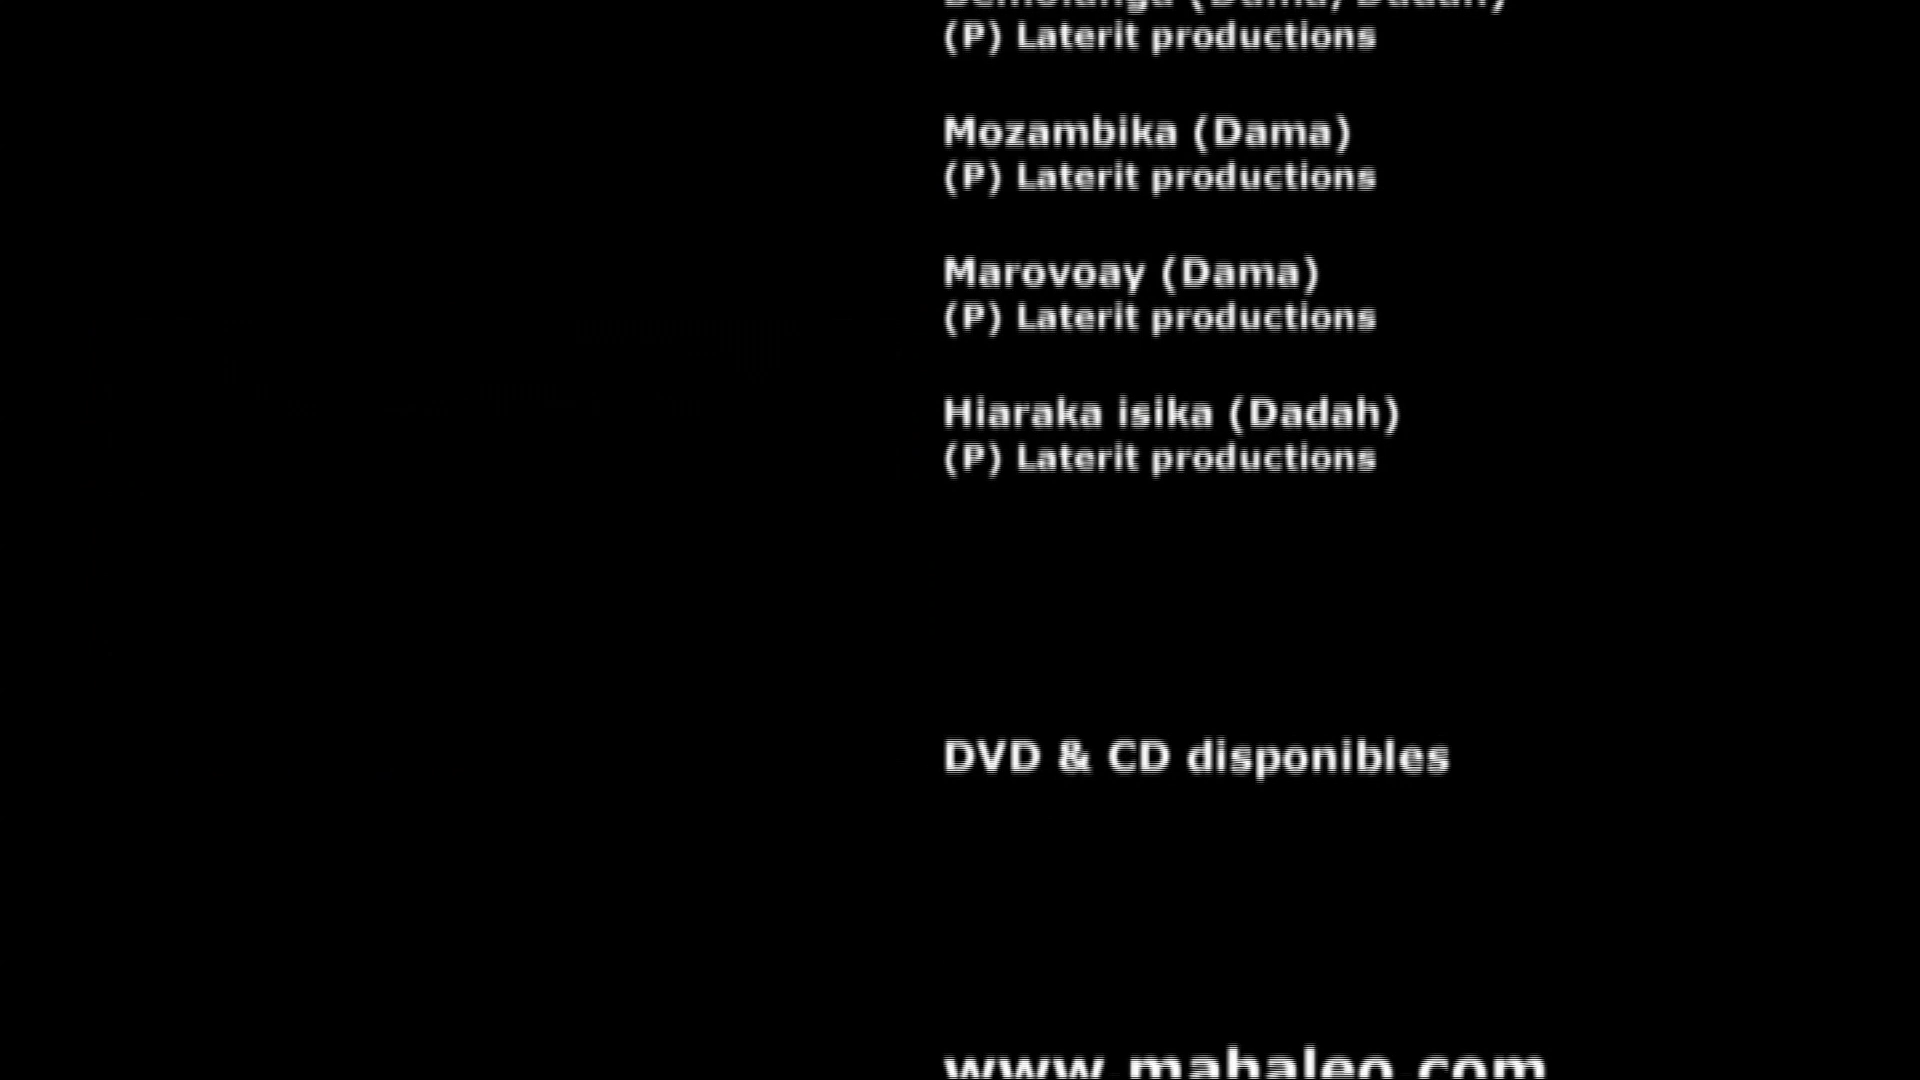 (P) Laterit productions
Mozambika (Dama)
(P) Laterit productions
Marovoay (Dama)
(P) Laterit productions
Hiaraka isika (Dadah)
(P) Laterit productions
DVD & CD disponibles
www.mahaleo.com